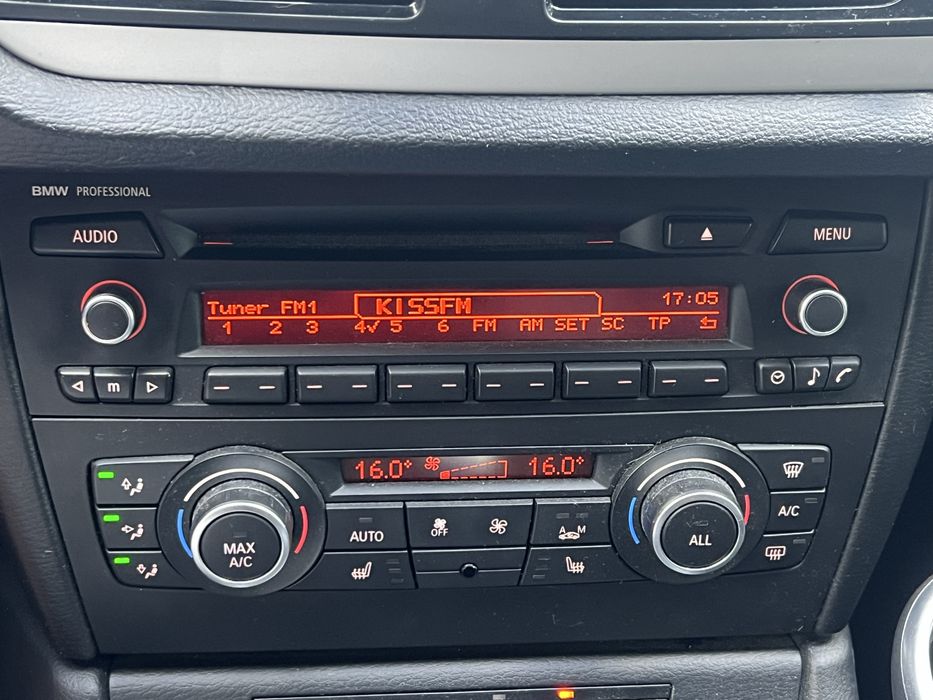 BMW PROFESSIONAL
AUDIO
MENU
Tuner FM1 KISSFM 17:05
1 2 3 4✓ 5 6 FM AM SET SC TP
m
16.0° 16.0°
MAX A/C
AUTO
OFF
A M
ALL
A/C